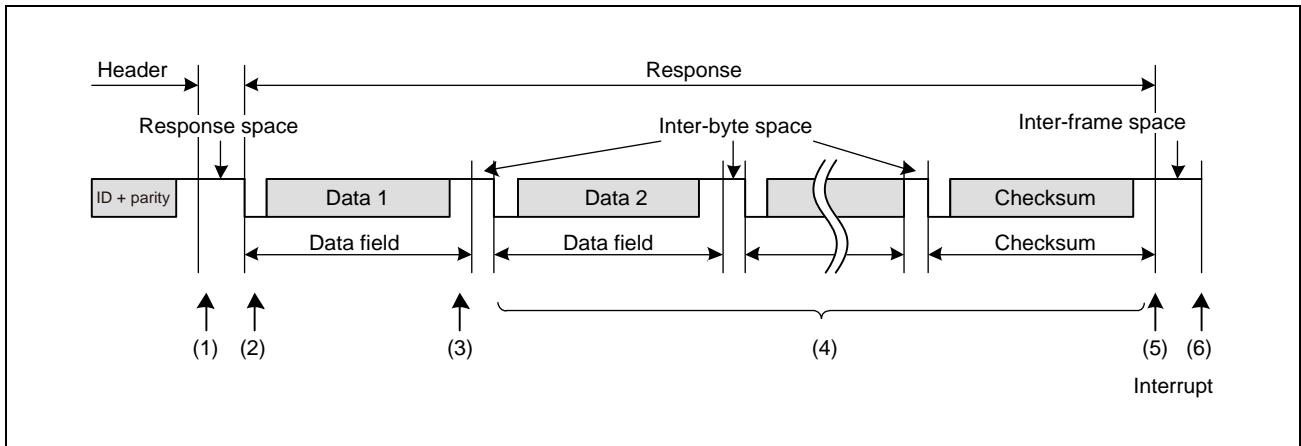 Header
Response
Response space
Inter-byte space
Inter-frame space
ID + parity
Data 1
Data 2
Checksum
Data field
Data field
Checksum
(1)
(2)
(3)
(4)
(5)
(6)
Interrupt